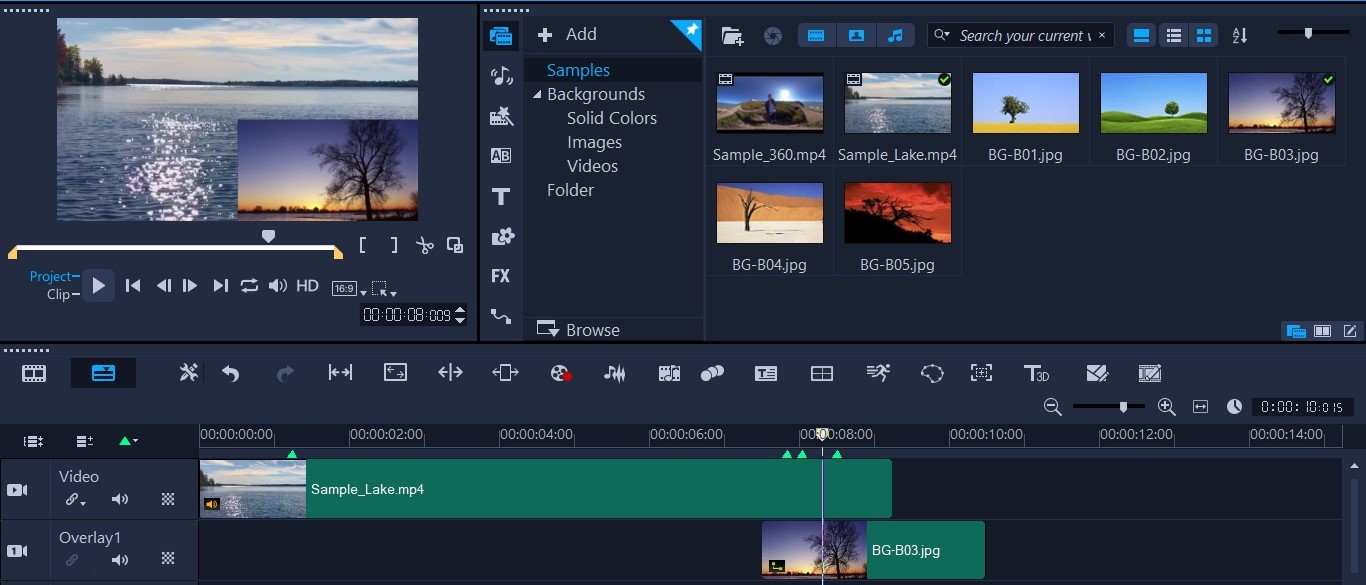 Add
Search your current v ×
Samples
Backgrounds
Solid Colors
Images
Videos
Folder
Browse
AB
T
FX
A
Z
Sample_360.mp4
Sample_Lake.mp4
BG-B01.jpg
BG-B02.jpg
BG-B03.jpg
BG-B04.jpg
BG-B05.jpg
[ ]
Project
Clip
HD
16:9
00:00:08:009
T3D
0:00:10:015
00:00:00:00
00:00:02:00
00:00:04:00
00:00:06:00
00:00:08:00
00:00:10:00
00:00:12:00
00:00:14:00
Video
Sample_Lake.mp4
1
Overlay1
BG-B03.jpg